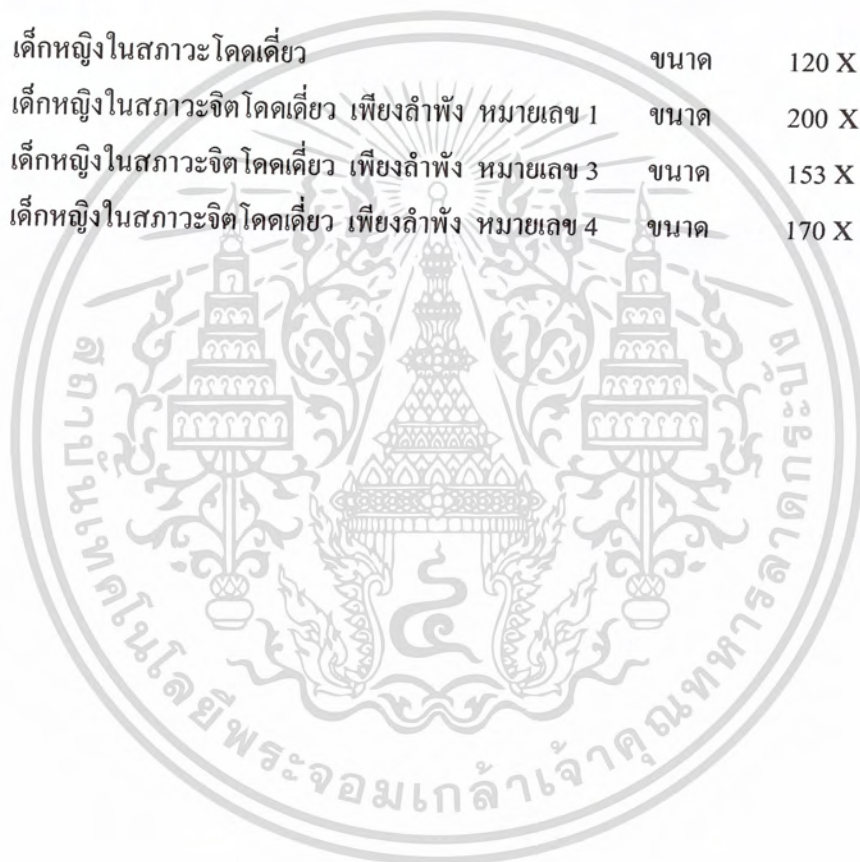 เด็กหญิงในสภาวะโดดเดี่ยว ขนาด 120 X
เด็กหญิงในสภาวะจิตโดดเดี่ยว เพียงลำพัง หมายเลข 1 ขนาด 200 X
เด็กหญิงในสภาวะจิตโดดเดี่ยว เพียงลำพัง หมายเลข 3 ขนาด 153 X
เด็กหญิงในสภาวะจิตโดดเดี่ยว เพียงลำพัง หมายเลข 4 ขนาด 170 X
สถาบันเทคโนโลยีพระจอมเกล้าเจ้าคุณทหารลาดกระบัง
๔